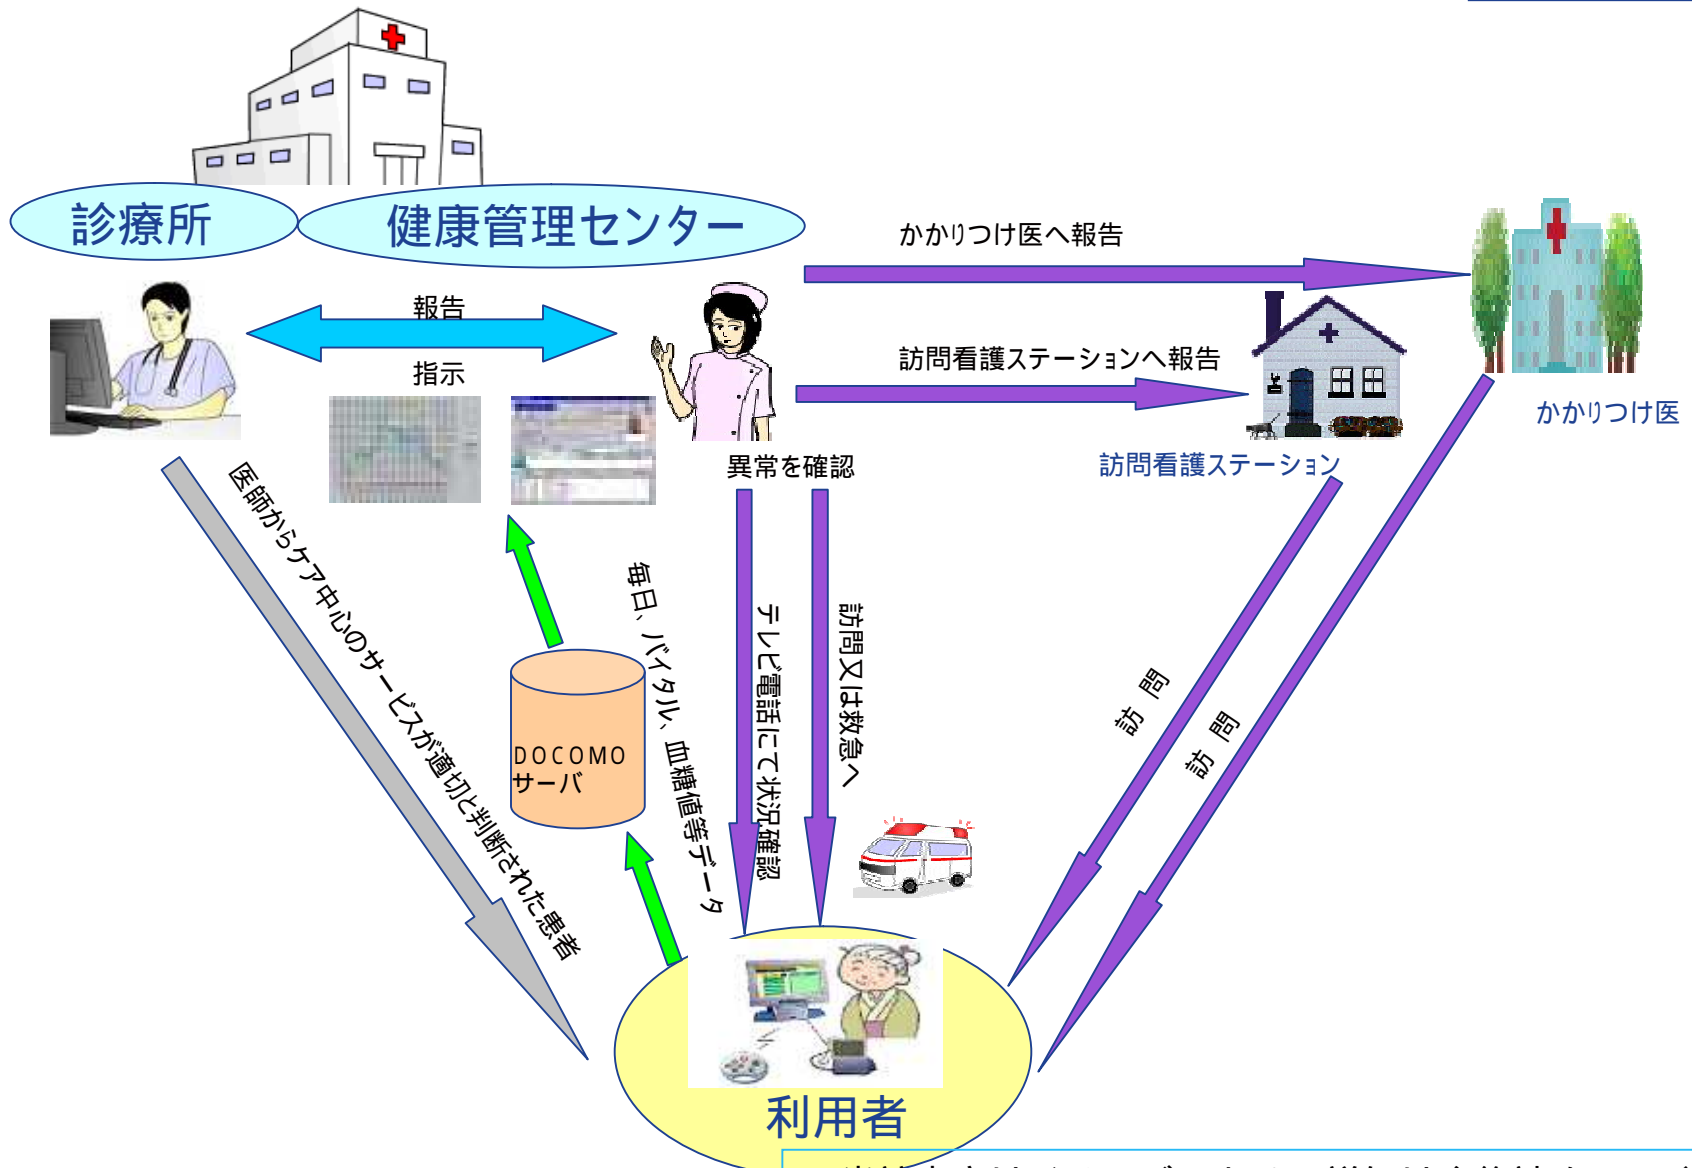 診療所
健康管理センター
かかりつけ医へ報告
報告
指示
訪問看護ステーションへ報告
かかりつけ医
訪問看護ステーション
異常を確認
医師からケア中心のサービスが適切と判断された患者
毎日、バイタル、血糖値等データ
テレビ電話にて状況確認
訪問又は救急へ
訪 問
訪 問
DOCOMO
サーバ
利用者